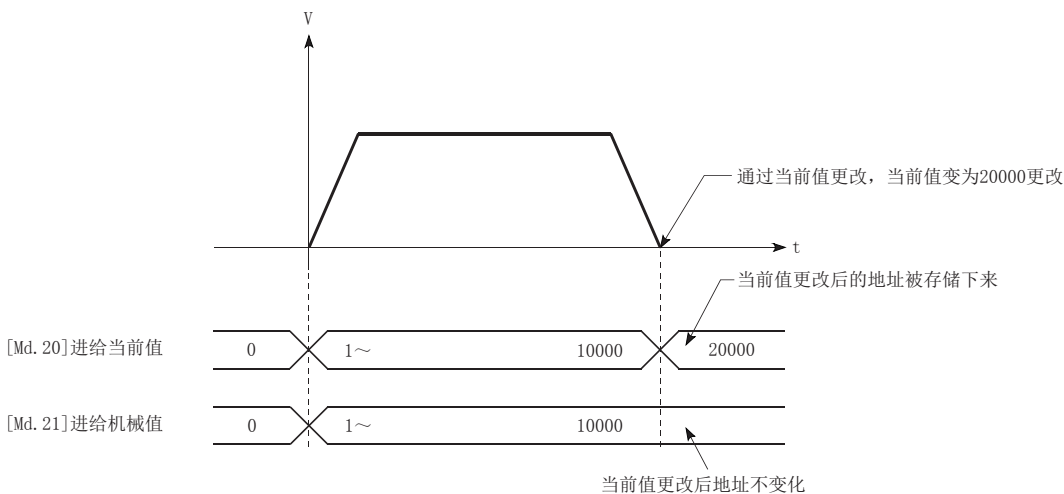 V
通过当前值更改，当前值变为20000更改
t
当前值更改后的地址被存储下来
[Md.20]进给当前值 0 1～ 10000 20000
[Md.21]进给机械值 0 1～ 10000
当前值更改后地址不变化